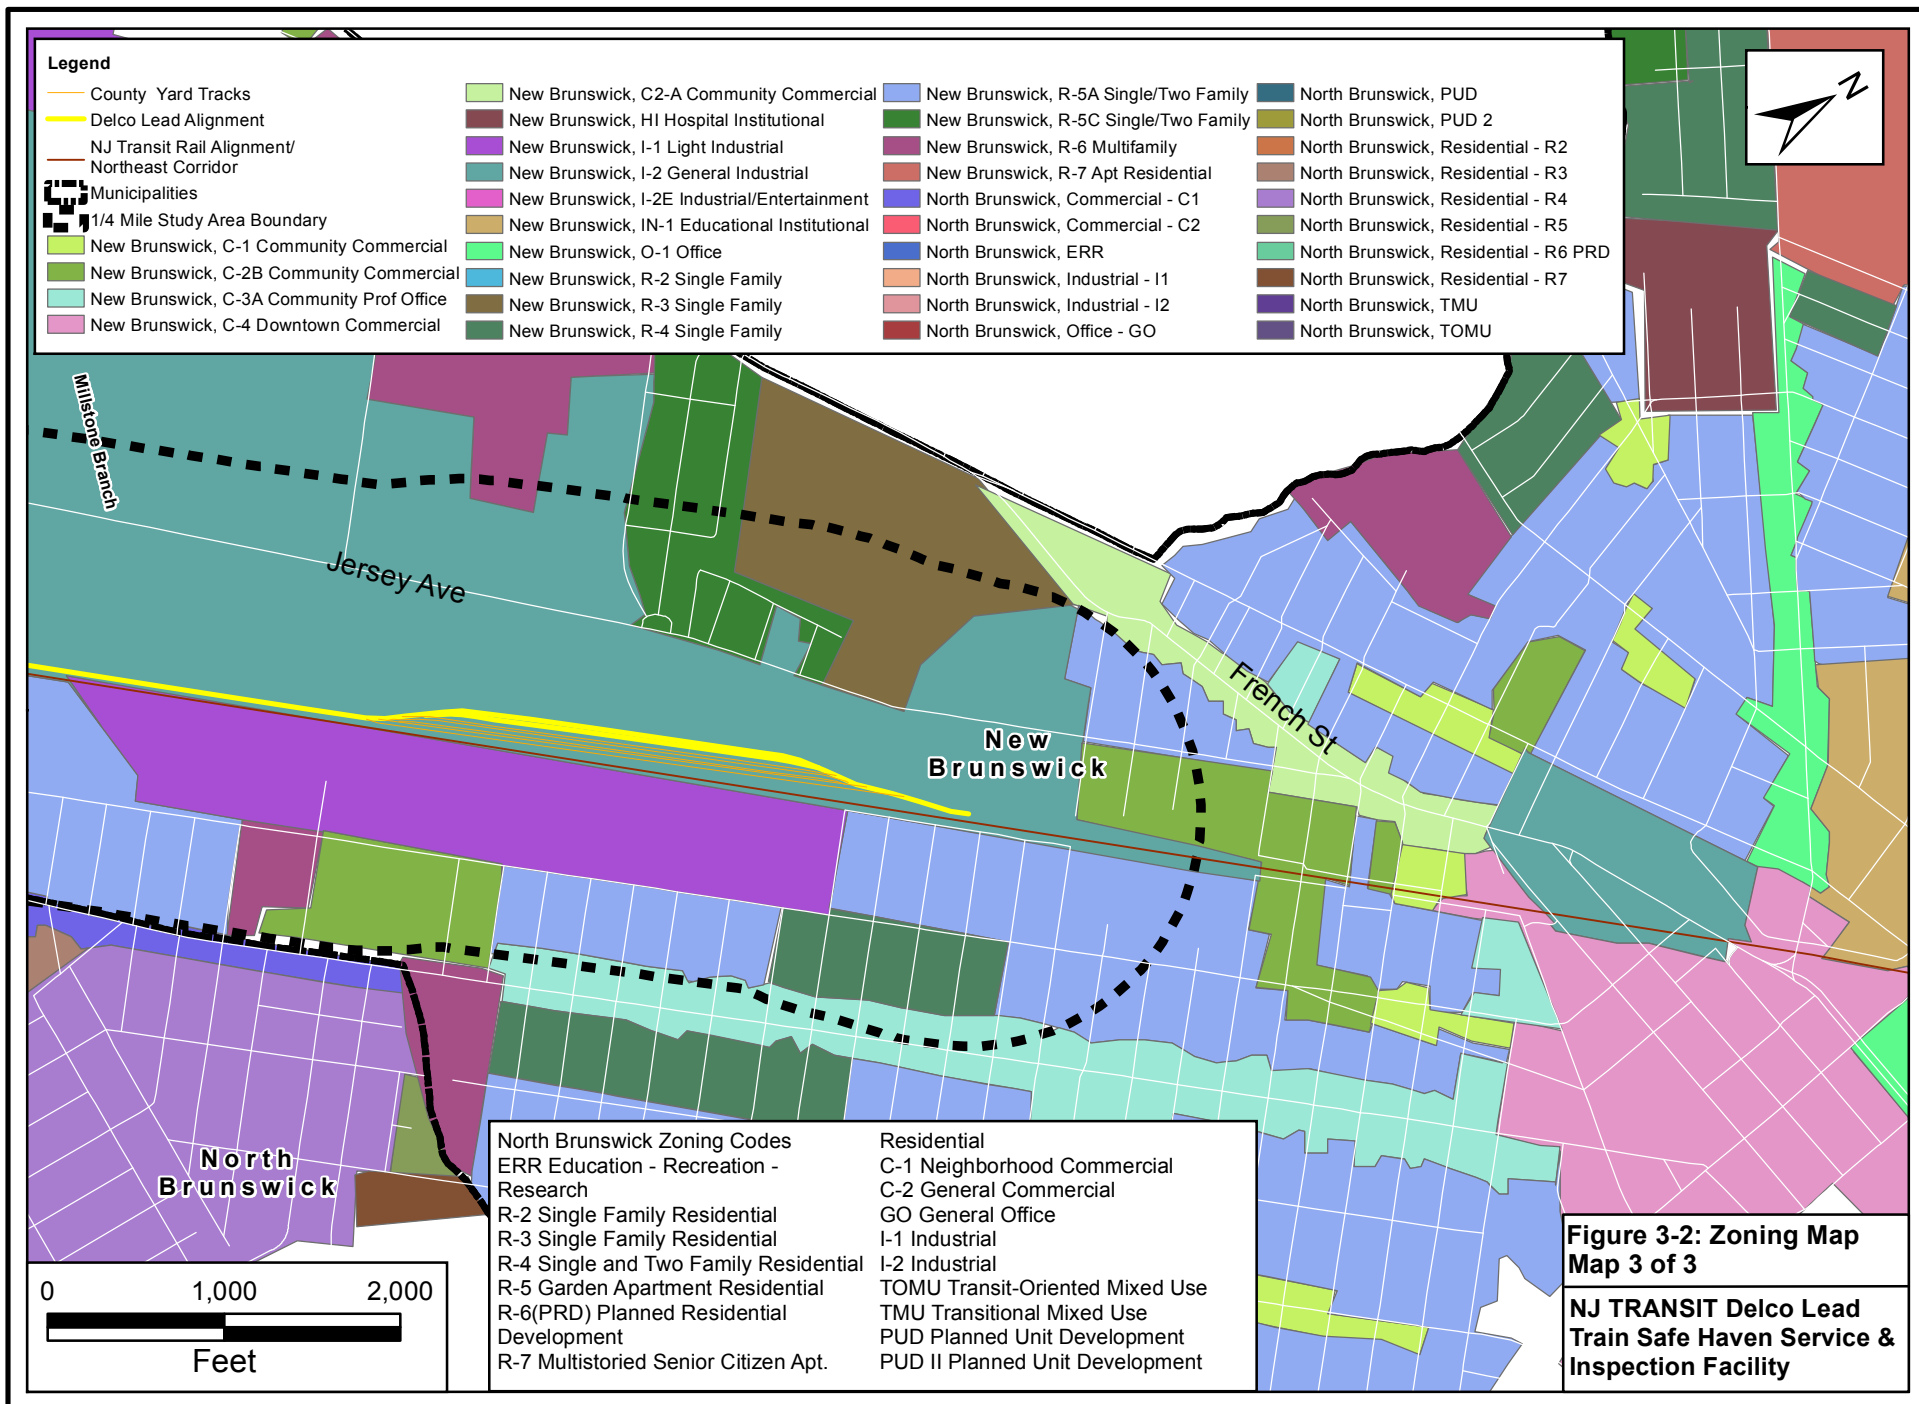 Legend
County Yard Tracks
Delco Lead Alignment
NJ Transit Rail Alignment/
Northeast Corridor
Municipalities
1/4 Mile Study Area Boundary
New Brunswick, C-1 Community Commercial
New Brunswick, C-2B Community Commercial
New Brunswick, C-3A Community Prof Office
New Brunswick, C-4 Downtown Commercial
New Brunswick, C2-A Community Commercial
New Brunswick, HI Hospital Institutional
New Brunswick, I-1 Light Industrial
New Brunswick, I-2 General Industrial
New Brunswick, I-2E Industrial/Entertainment
New Brunswick, IN-1 Educational Institutional
New Brunswick, O-1 Office
New Brunswick, R-2 Single Family
New Brunswick, R-3 Single Family
New Brunswick, R-4 Single Family
New Brunswick, R-5A Single/Two Family
New Brunswick, R-5C Single/Two Family
New Brunswick, R-6 Multifamily
New Brunswick, R-7 Apt Residential
North Brunswick, Commercial - C1
North Brunswick, Commercial - C2
North Brunswick, ERR
North Brunswick, Industrial - I1
North Brunswick, Industrial - I2
North Brunswick, Office - GO
North Brunswick, PUD
North Brunswick, PUD 2
North Brunswick, Residential - R2
North Brunswick, Residential - R3
North Brunswick, Residential - R4
North Brunswick, Residential - R5
North Brunswick, Residential - R6 PRD
North Brunswick, Residential - R7
North Brunswick, TMU
North Brunswick, TOMU
N
Millstone Branch
Jersey Ave
French St
New
Brunswick
North
Brunswick
North Brunswick Zoning Codes
ERR Education - Recreation -
Research
R-2 Single Family Residential
R-3 Single Family Residential
R-4 Single and Two Family Residential
R-5 Garden Apartment Residential
R-6(PRD) Planned Residential
Development
R-7 Multistoried Senior Citizen Apt.
Residential
C-1 Neighborhood Commercial
C-2 General Commercial
GO General Office
I-1 Industrial
I-2 Industrial
TOMU Transit-Oriented Mixed Use
TMU Transitional Mixed Use
PUD Planned Unit Development
PUD II Planned Unit Development
0 1,000 2,000
Feet
Figure 3-2: Zoning Map
Map 3 of 3
NJ TRANSIT Delco Lead
Train Safe Haven Service &
Inspection Facility